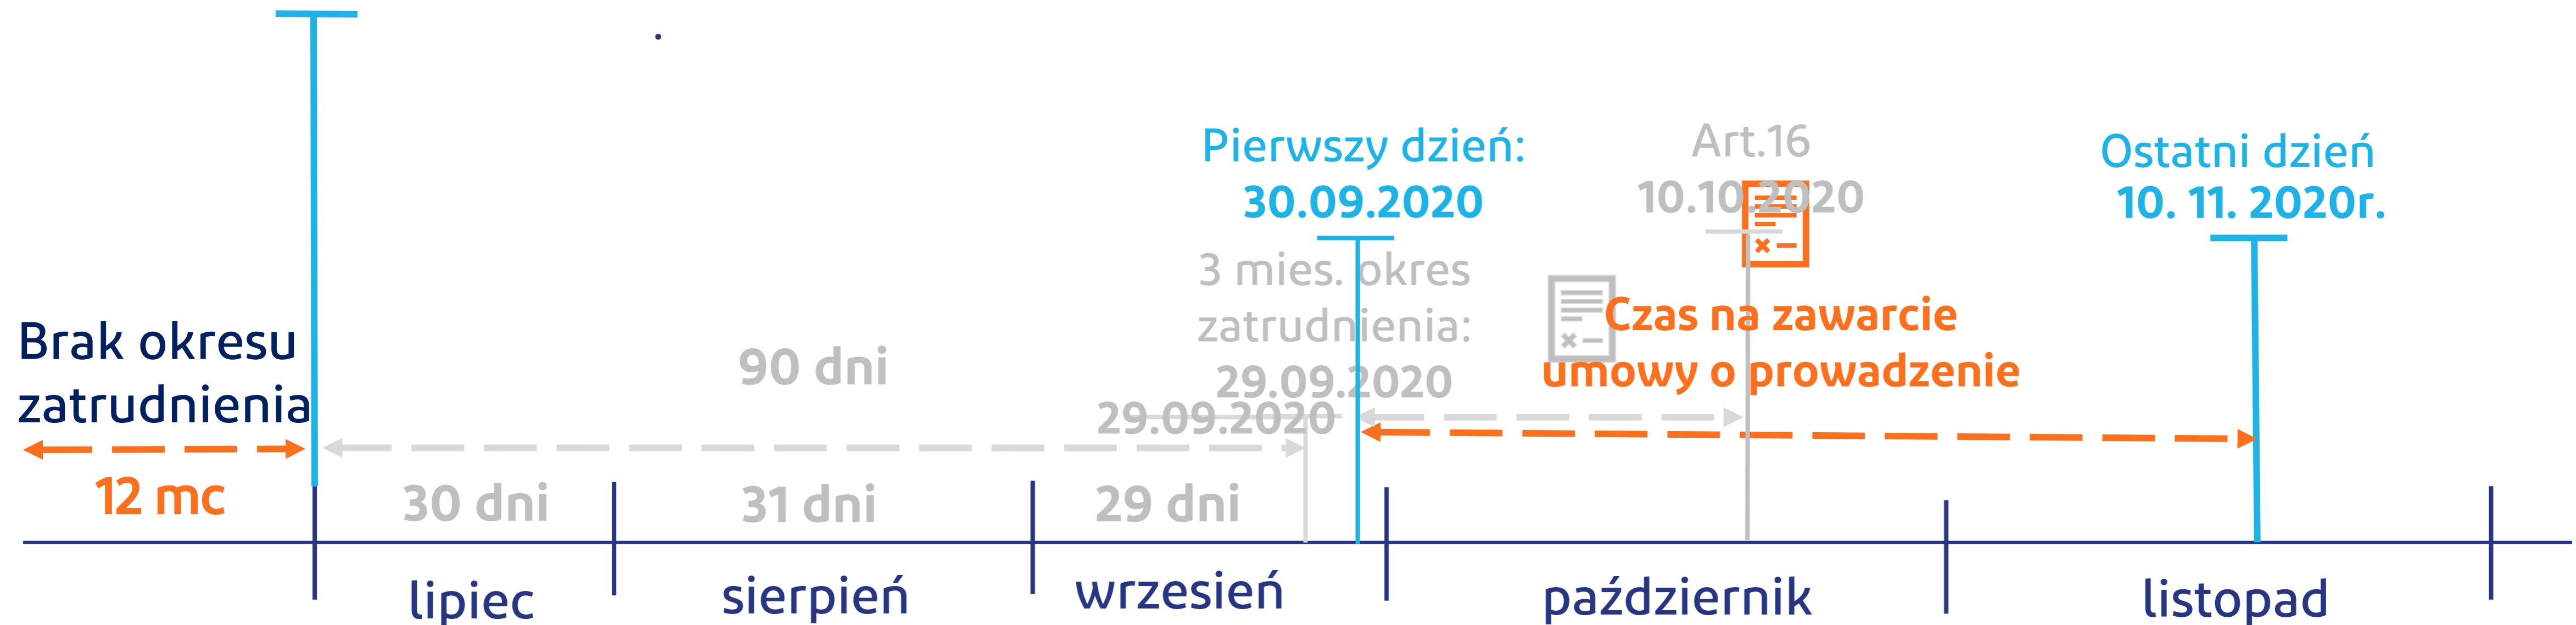 Pierwszy dzień:
30.09.2020
Art.16
10.10.2020
Ostatni dzień
10. 11. 2020r.
3 mies. okres
zatrudnienia:
29.09.2020
29.09.2020
Czas na zawarcie
umowy o prowadzenie
Brak okresu
zatrudnienia
90 dni
12 mc
30 dni
31 dni
29 dni
lipiec
sierpień
wrzesień
październik
listopad